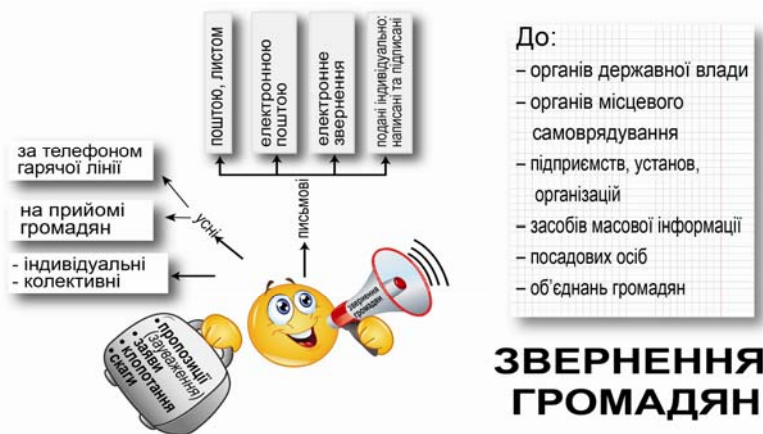 поштою, листом
електронною
поштою
електронне
звернення
подані індивідуально:
написані та підписані
за телефоном
гарячої лінії
на прийомі
громадян
- індивідуальні
- колективні
усні
письмові
звернення
громадян
• пропозиції
(зауваження)
• заяви
• клопотання
• скаги
До:
– органів державної влади
– органів місцевого
самоврядування
– підприємств, установ,
організацій
– засобів масової інформації
– посадових осіб
– об’єднань громадян
ЗВЕРНЕННЯ
ГРОМАДЯН